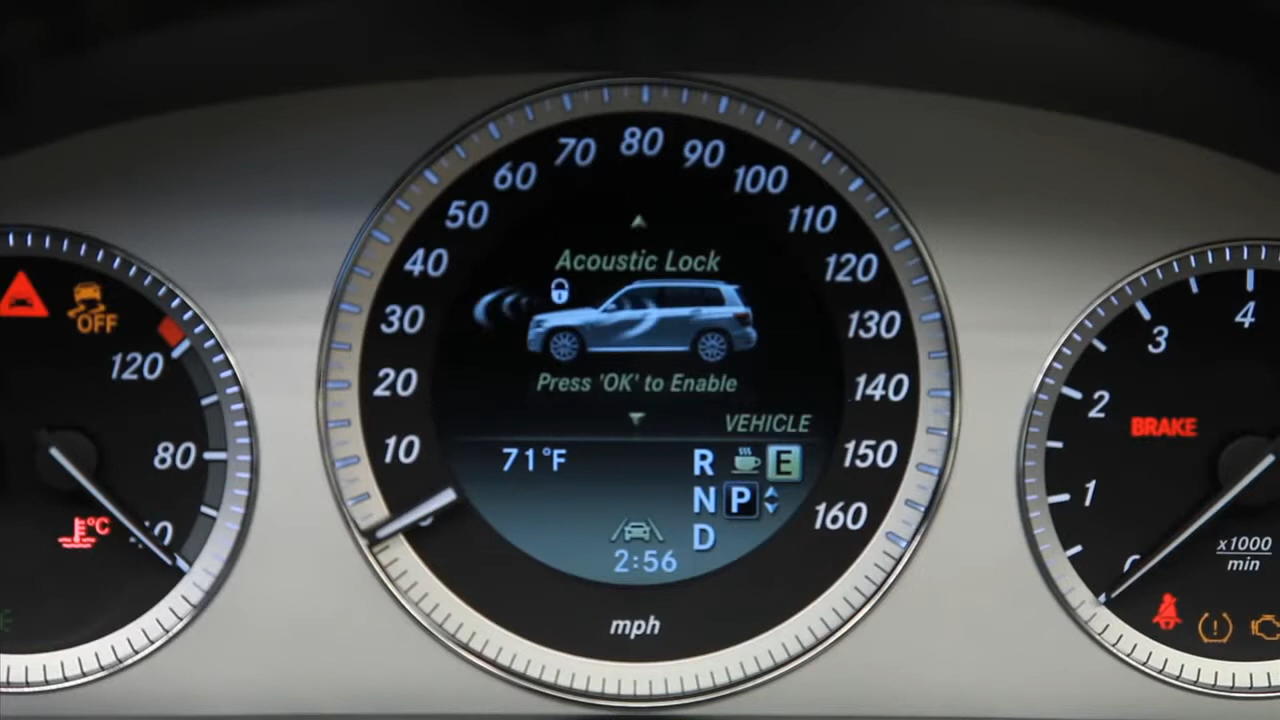 OFF
120
80
°C
10
20
30
40
50
60
70
80
90
100
110
120
130
140
150
160
Acoustic Lock
Press 'OK' to Enable
VEHICLE
71°F
R
E
N P
D
2:56
mph
1
2
3
4
BRAKE
x1000
min